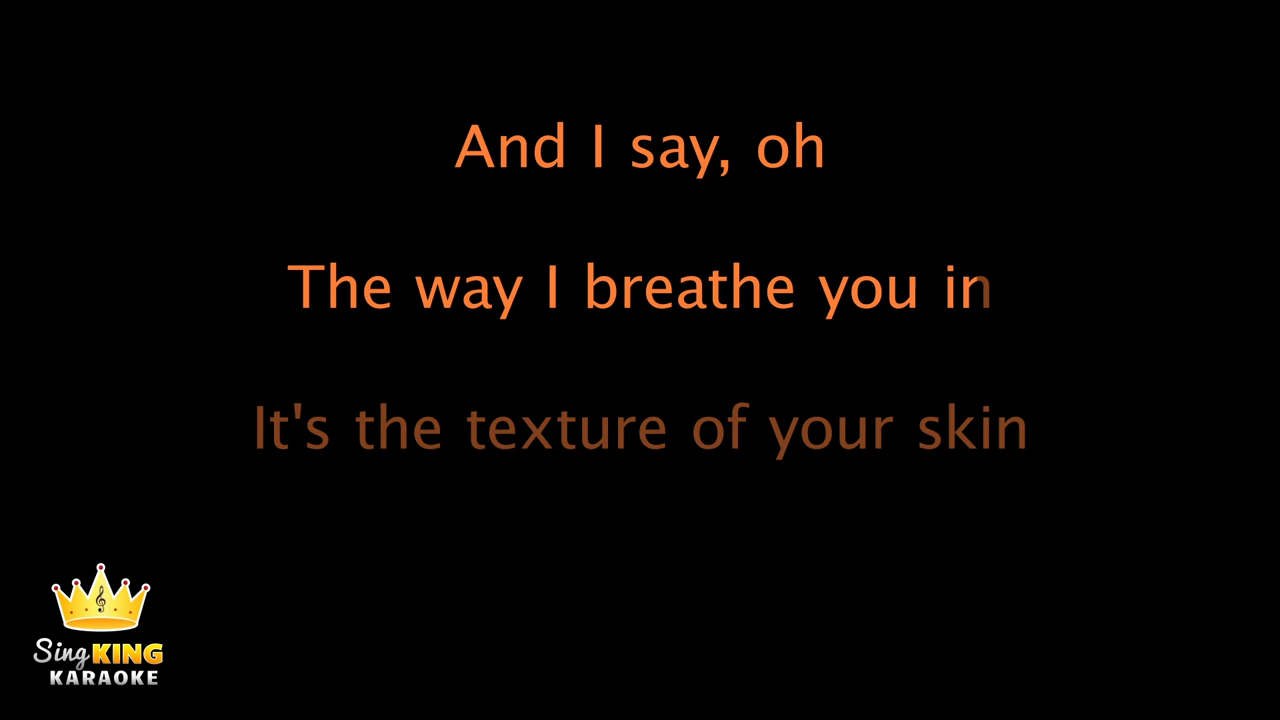 And I say, oh
The way I breathe you in
It's the texture of your skin
Sing KING
KARAOKE